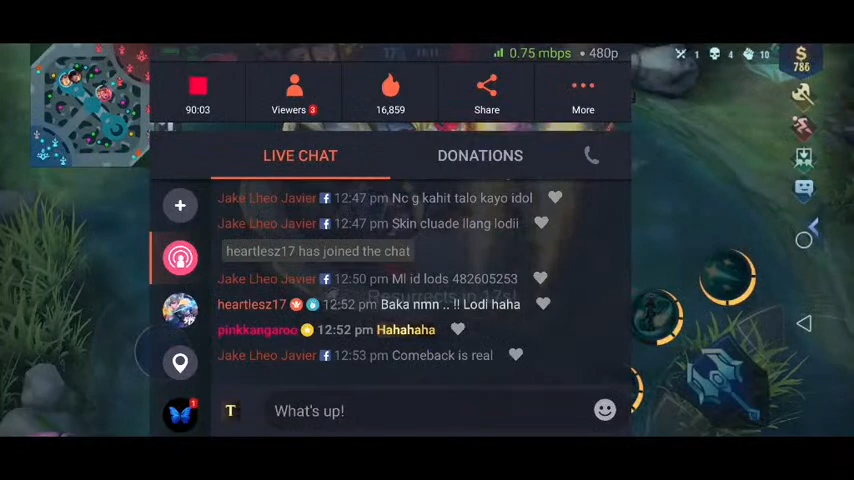 0.75 mbps • 480p
1 4 10
786
90:03
Viewers 3
16,859
Share
More
LIVE CHAT
DONATIONS
Jake Lheo Javier 12:47 pm Nc g kahit talo kayo idol
Jake Lheo Javier 12:47 pm Skin cluade llang lodii
heartlesz17 has joined the chat
Jake Lheo Javier 12:50 pm Ml id lods 482605253
Resurrects in 17s!
heartlesz17 12:52 pm Baka nmn .. !! Lodi haha
pinkkangaroo 12:52 pm Hahahaha
Jake Lheo Javier 12:53 pm Comeback is real
1
T What's up!